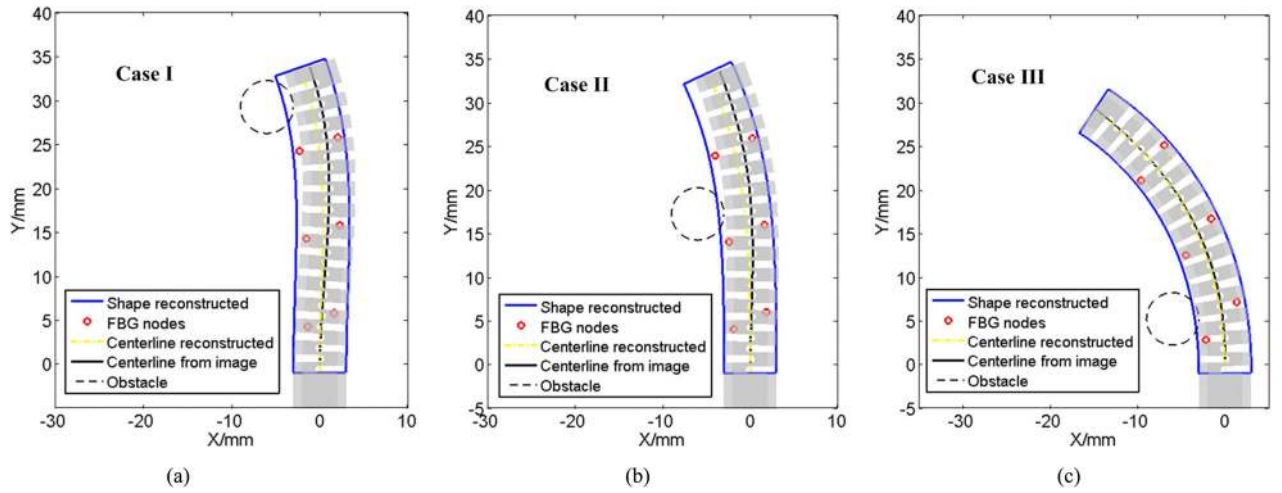 40
35
30
25
20
15
10
5
0
-5
-30
-20
-10
0
10
Y/mm
X/mm
Case I
Shape reconstructed
FBG nodes
Centerline reconstructed
Centerline from image
Obstacle
(a)
40
35
30
25
20
15
10
5
0
-5
-30
-20
-10
0
10
Y/mm
X/mm
Case II
Shape reconstructed
FBG nodes
Centerline reconstructed
Centerline from image
Obstacle
(b)
40
35
30
25
20
15
10
5
0
-5
-30
-20
-10
0
Y/mm
X/mm
Case III
Shape reconstructed
FBG nodes
Centerline reconstructed
Centerline from image
Obstacle
(c)